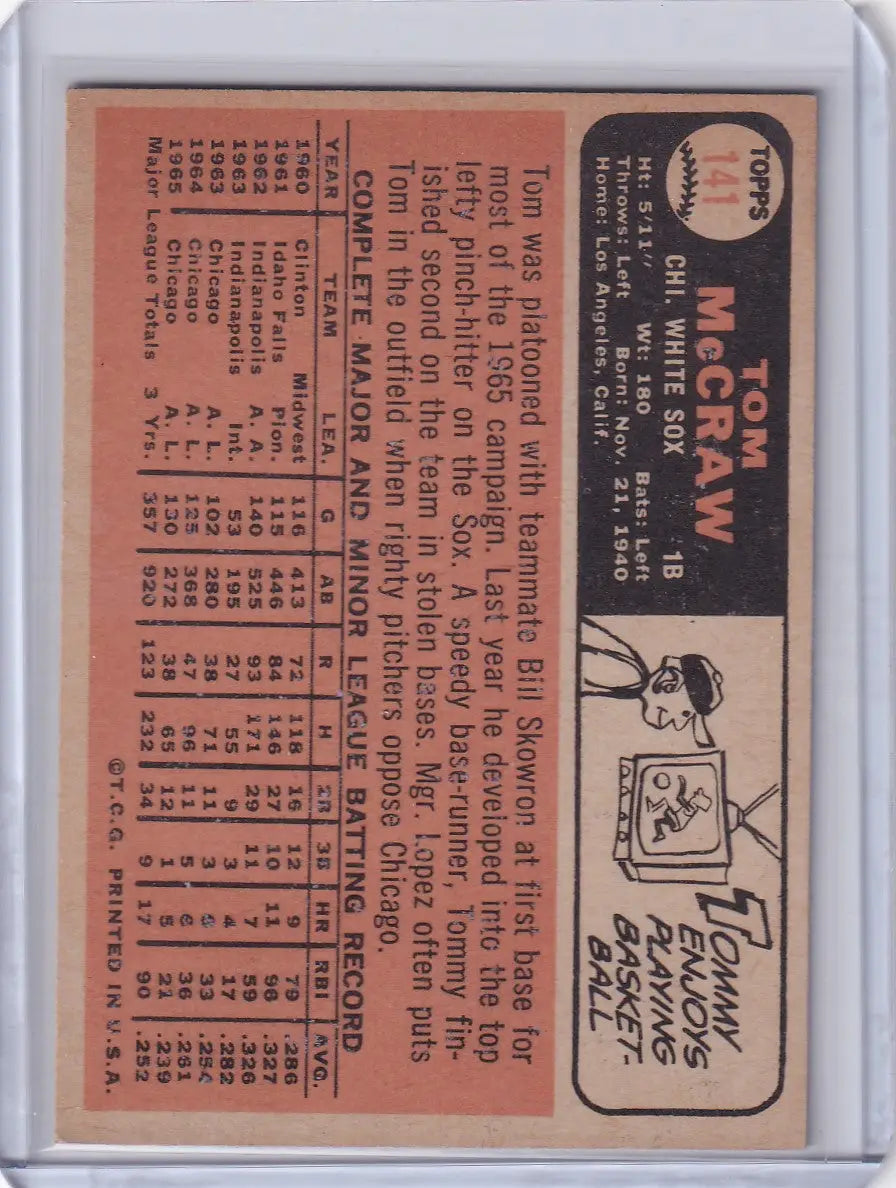 TOPPS
141
TOM
McCRAW
CHI. WHITE SOX 1B
Ht: 5/11" Wt: 180 Bats: Left
Throws: Left Born: Nov. 21, 1940
Home: Los Angeles, Calif.
TOMMY
ENJOYS
PLAYING
BASKET-
BALL
Tom was platooned with teammate Bill Skowron at first base for
most of the 1965 campaign. Last year he developed into the top
lefty pinch-hitter on the Sox. A speedy base-runner, Tommy fin-
ished second on the team in stolen bases. Mgr. Lopez often puts
Tom in the outfield when righty pitchers oppose Chicago.
COMPLETE MAJOR AND MINOR LEAGUE BATTING RECORD
YEAR TEAM LEA. G AB R H 2B 3B HR RBI AVG.
1960 Clinton Midwest 116 413 72 118 16 12 9 79 .286
1961 Idaho Falls Pion. 115 446 84 146 27 10 11 96 .327
1962 Indianapolis A. A. 140 525 93 171 29 11 7 59 .326
1963 Indianapolis Int. 53 195 27 55 9 3 4 17 .282
1963 Chicago A. L. 102 280 38 71 11 3 6 33 .254
1964 Chicago A. L. 125 368 47 96 11 5 6 36 .261
1965 Chicago A. L. 130 272 38 65 12 1 5 21 .239
Major League Totals 3 Yrs. 357 920 123 232 34 9 17 90 .252
©T.C.G. PRINTED IN U.S.A.